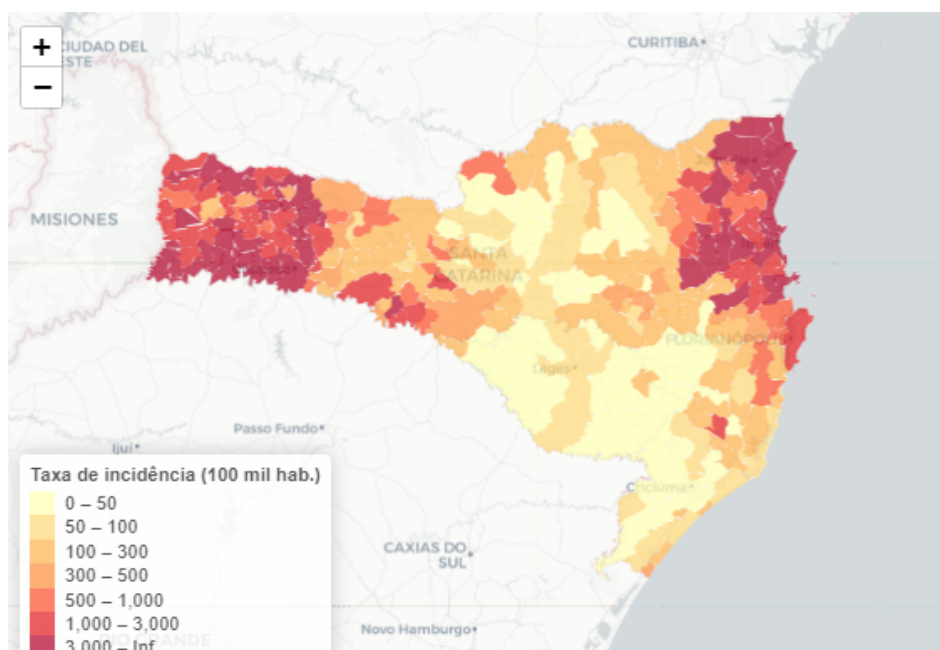 +
−
CIUDAD DEL
ESTE
CURITIBA
MISIONES
SANTA
CATARINA
FLORIANÓPOLIS
Lages
Passo Fundo
Ijuí
Criciúma
CAXIAS DO
SUL
Novo Hamburgo
RIO GRANDE
Taxa de incidência (100 mil hab.)
0 – 50
50 – 100
100 – 300
300 – 500
500 – 1,000
1,000 – 3,000
3,000 – Inf